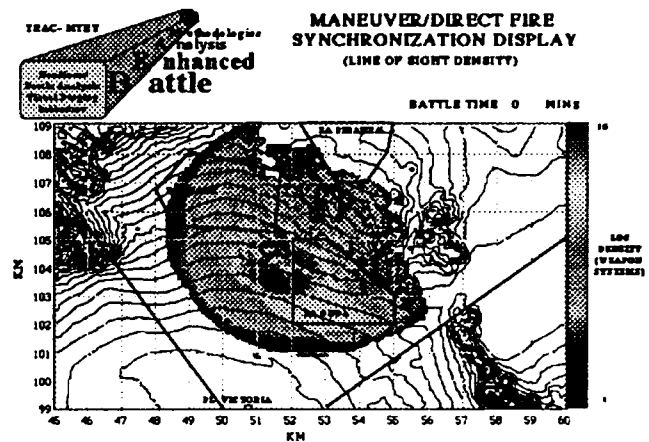 TRAC-MTRY
Methodologies
Analysis
Enhanced
Battle
MANEUVER/DIRECT FIRE
SYNCHRONIZATION DISPLAY
(LINE OF SIGHT DENSITY)
BATTLE TIME 0 MINS
109
108
107
106
105
104
103
102
101
100
99
KM
45 46 47 48 49 50 51 52 53 54 55 56 57 58 59 60
KM
PL VICTORIA
LOS
DENSITY
(WEAPON
SYSTEMS)
1